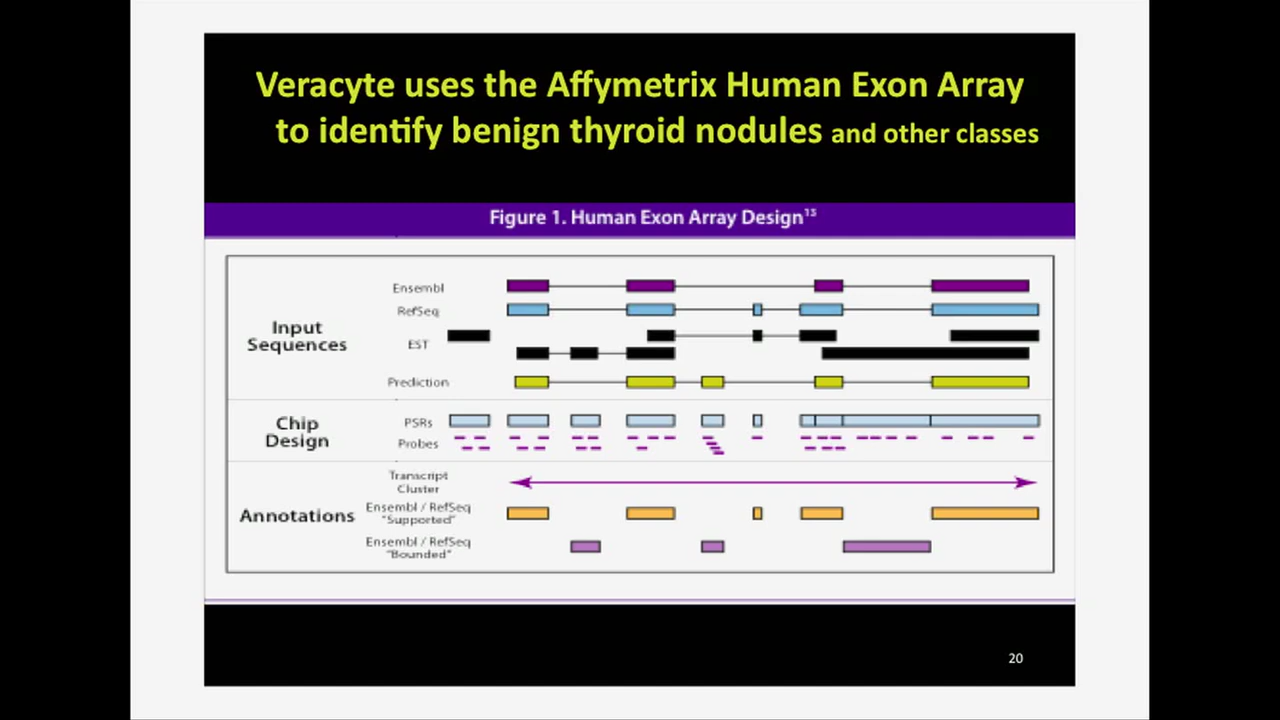 Veracyte uses the Affymetrix Human Exon Array
to identify benign thyroid nodules and other classes
Figure 1. Human Exon Array Design¹³
Input
Sequences
Ensembl
RefSeq
EST
Prediction
Chip
Design
PSRs
Probes
Annotations
Transcript
Cluster
Ensembl / RefSeq
"Supported"
Ensembl / RefSeq
"Bounded"
20